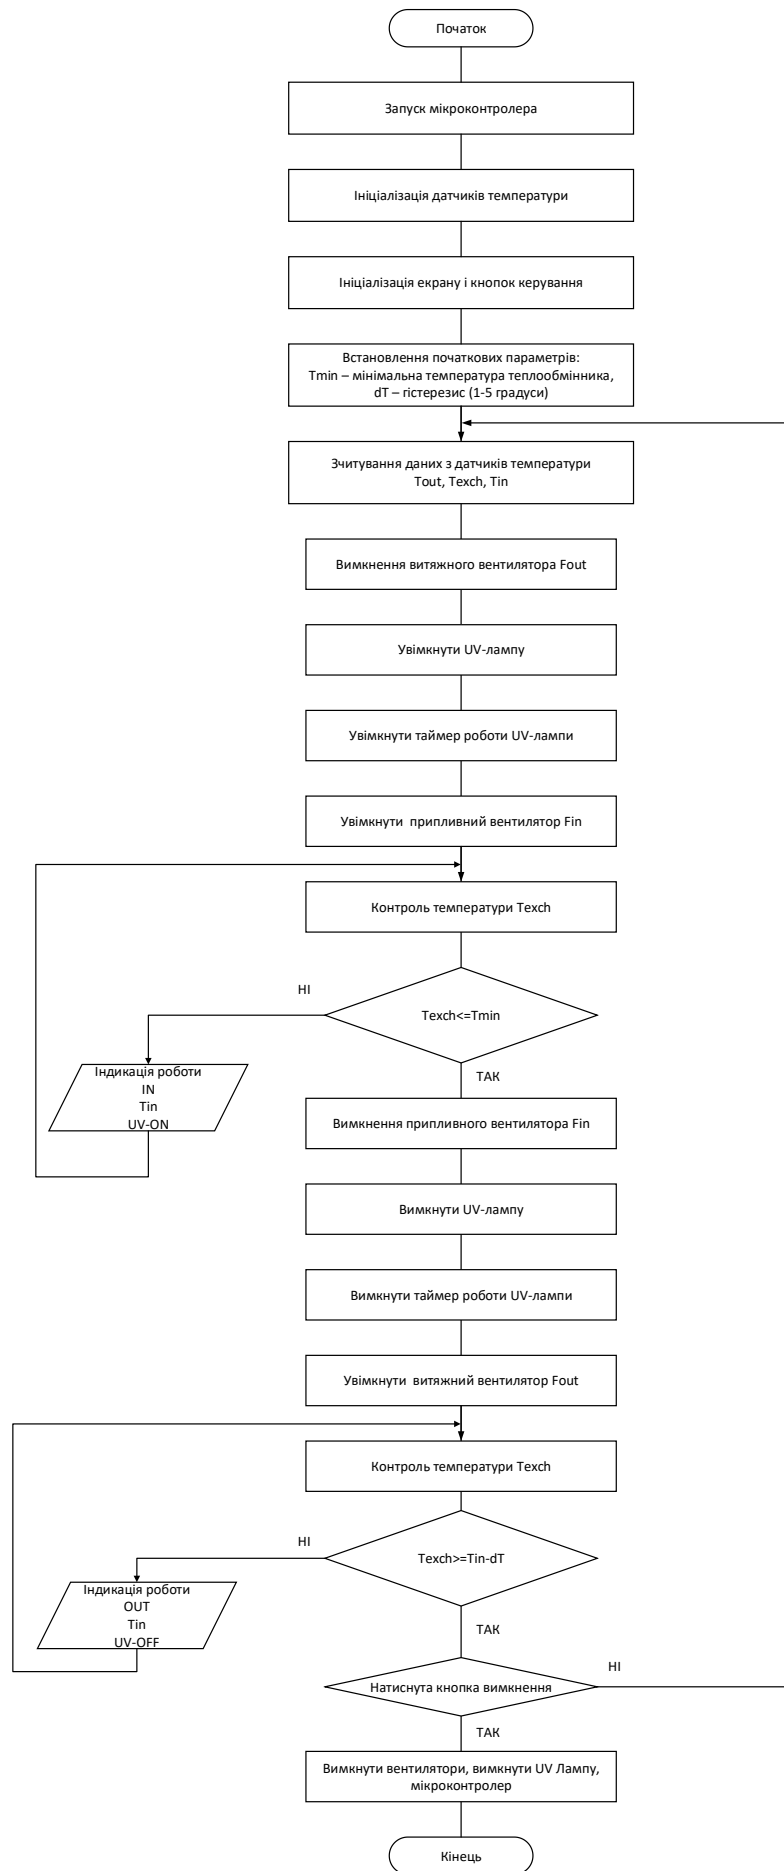 Початок
Запуск мікроконтролера
Ініціалізація датчиків температури
Ініціалізація екрану і кнопок керування
Встановлення початкових параметрів:
Tmin – мінімальна температура теплообмінника,
dT – гістерезис (1-5 градуси)
Зчитування даних з датчиків температури
Tout, Texch, Tin
Вимкнення витяжного вентилятора Fout
Увімкнути UV-лампу
Увімкнути таймер роботи UV-лампи
Увімкнути припливний вентилятор Fin
Контроль температури Texch
НІ
Texch<=Tmin
Індикація роботи
IN
Tin
UV-ON
ТАК
Вимкнення припливного вентилятора Fin
Вимкнути UV-лампу
Вимкнути таймер роботи UV-лампи
Увімкнути витяжний вентилятор Fout
Контроль температури Texch
НІ
Texch>=Tin-dT
Індикація роботи
OUT
Tin
UV-OFF
ТАК
Натиснута кнопка вимкнення
НІ
ТАК
Вимкнути вентилятори, вимкнути UV Лампу,
мікроконтролер
Кінець